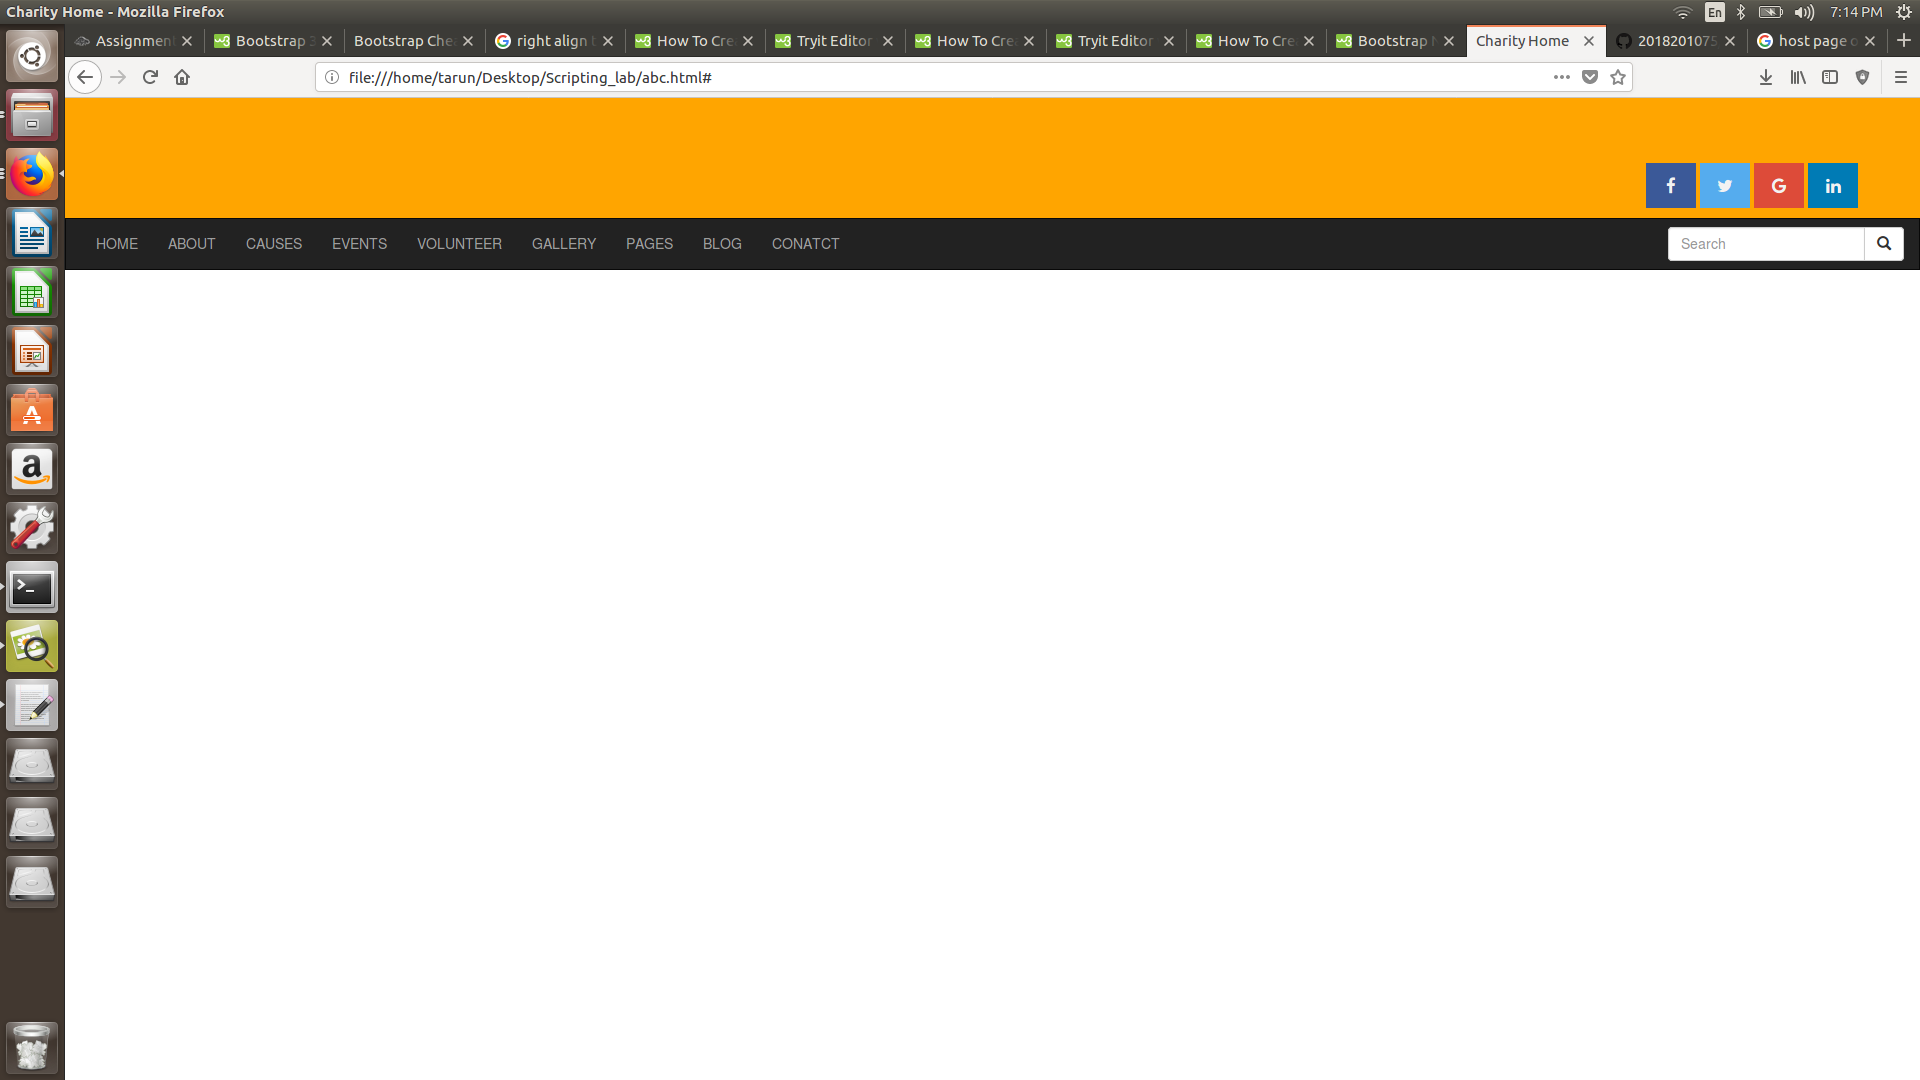 Charity Home - Mozilla Firefox
En
7:14 PM
Assignment
Bootstrap 3
Bootstrap Che
right align t
How To Cre
Tryit Editor
How To Cre
Tryit Editor
How To Cre
Bootstrap N
Charity Home
2018201075
host page o
file:///home/tarun/Desktop/Scripting_lab/abc.html#
HOME ABOUT CAUSES EVENTS VOLUNTEER GALLERY PAGES BLOG CONATCT Search